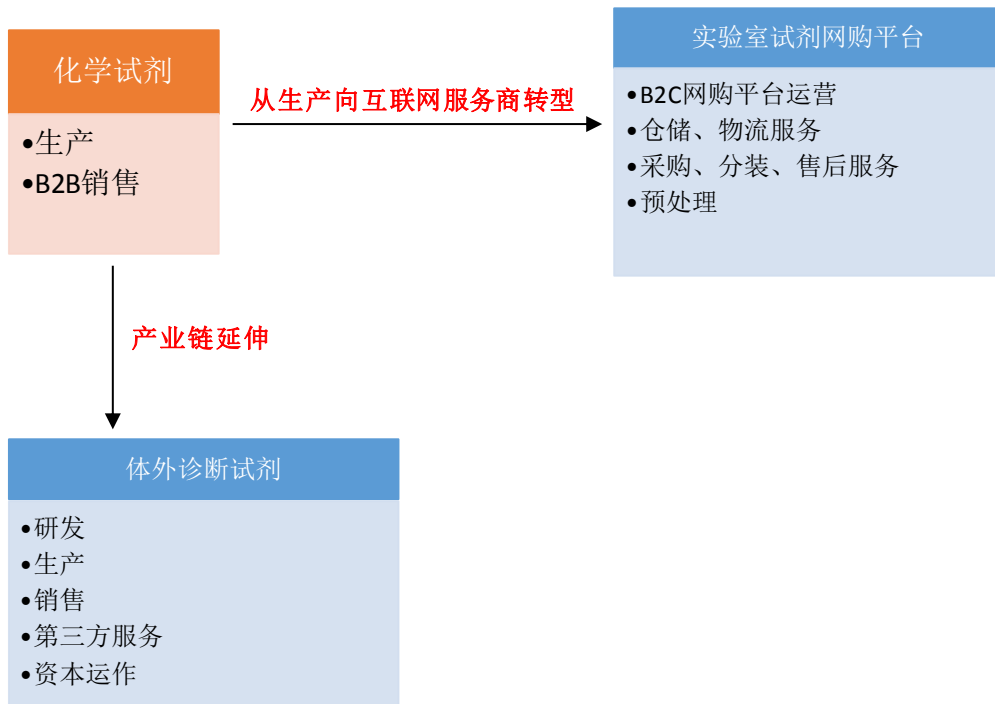 化学试剂
•生产
•B2B销售
从生产向互联网服务商转型
实验室试剂网购平台
•B2C网购平台运营
•仓储、物流服务
•采购、分装、售后服务
•预处理
产业链延伸
体外诊断试剂
•研发
•生产
•销售
•第三方服务
•资本运作